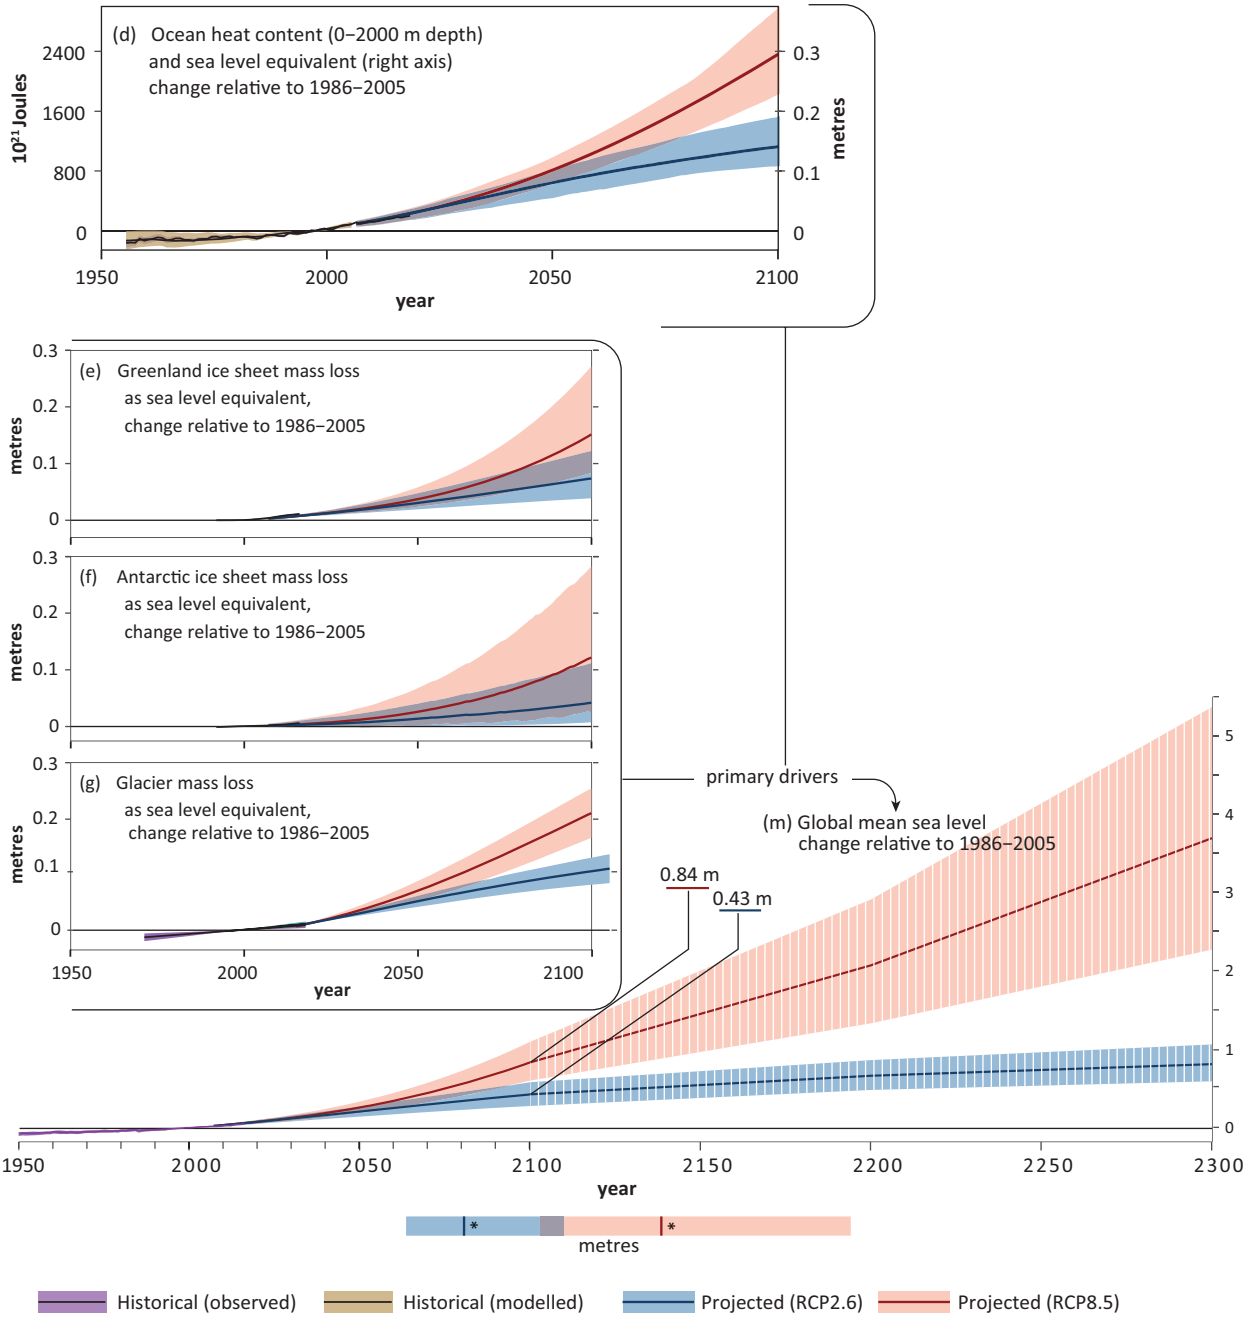 (d) Ocean heat content (0−2000 m depth)
and sea level equivalent (right axis)
change relative to 1986−2005
2400
1600
800
0
10²¹ Joules
0.3
0.2
0.1
0
metres
1950
2000
2050
2100
year
(e) Greenland ice sheet mass loss
as sea level equivalent,
change relative to 1986−2005
0.3
0.2
0.1
0
metres
(f) Antarctic ice sheet mass loss
as sea level equivalent,
change relative to 1986−2005
0.3
0.2
0.1
0
metres
(g) Glacier mass loss
as sea level equivalent,
change relative to 1986−2005
0.3
0.2
0.1
0
metres
1950
2000
2050
2100
year
primary drivers
(m) Global mean sea level
change relative to 1986−2005
0.84 m
0.43 m
5
4
3
2
1
0
1950
2000
2050
2100
2150
2200
2250
2300
year
* *
metres
Historical (observed)
Historical (modelled)
Projected (RCP2.6)
Projected (RCP8.5)